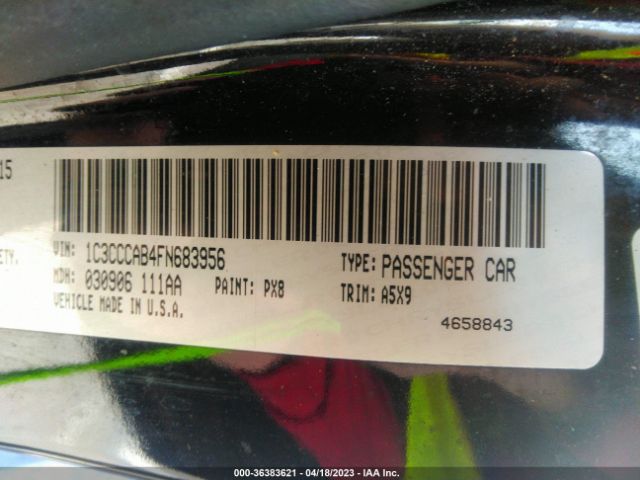 15
ETY.
VIN: 1C3CCCAB4FN683956
TYPE: PASSENGER CAR
MDH: 030906 111AA
PAINT: PX8
TRIM: A5X9
VEHICLE MADE IN U.S.A.
4658843
000-36383621 - 04/18/2023 - IAA Inc.